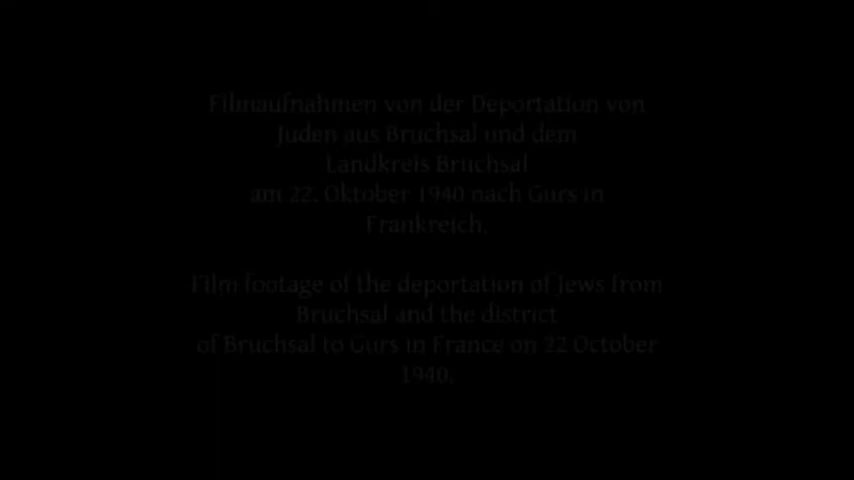 Filmaufnahmen von der Deportation von
Juden aus Bruchsal und dem
Landkreis Bruchsal
am 22. Oktober 1940 nach Gurs in
Frankreich.
Film footage of the deportation of Jews from
Bruchsal and the district
of Bruchsal to Gurs in France on 22 October
1940.